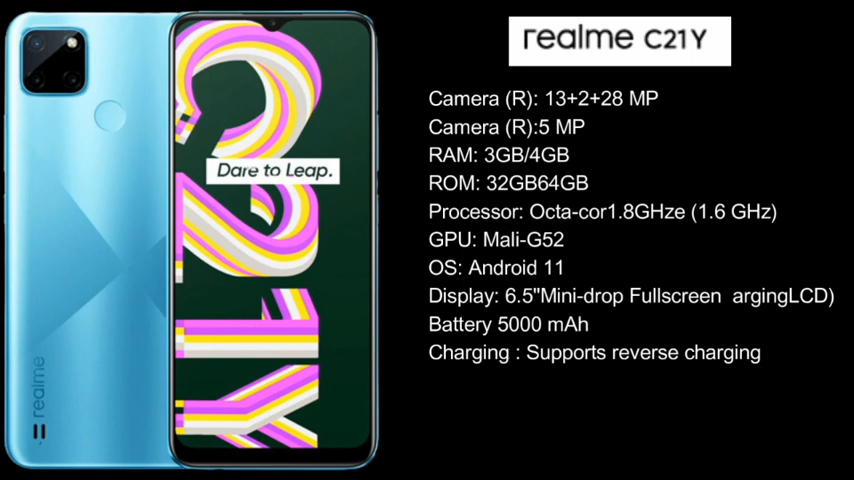 realme C21Y
Camera (R): 13+2+28 MP
Camera (R):5 MP
RAM: 3GB/4GB
ROM: 32GB64GB
Processor: Octa-cor1.8GHze (1.6 GHz)
GPU: Mali-G52
OS: Android 11
Display: 6.5"Mini-drop Fullscreen argingLCD)
Battery 5000 mAh
Charging : Supports reverse charging
C21Y
Dare to Leap.
realme